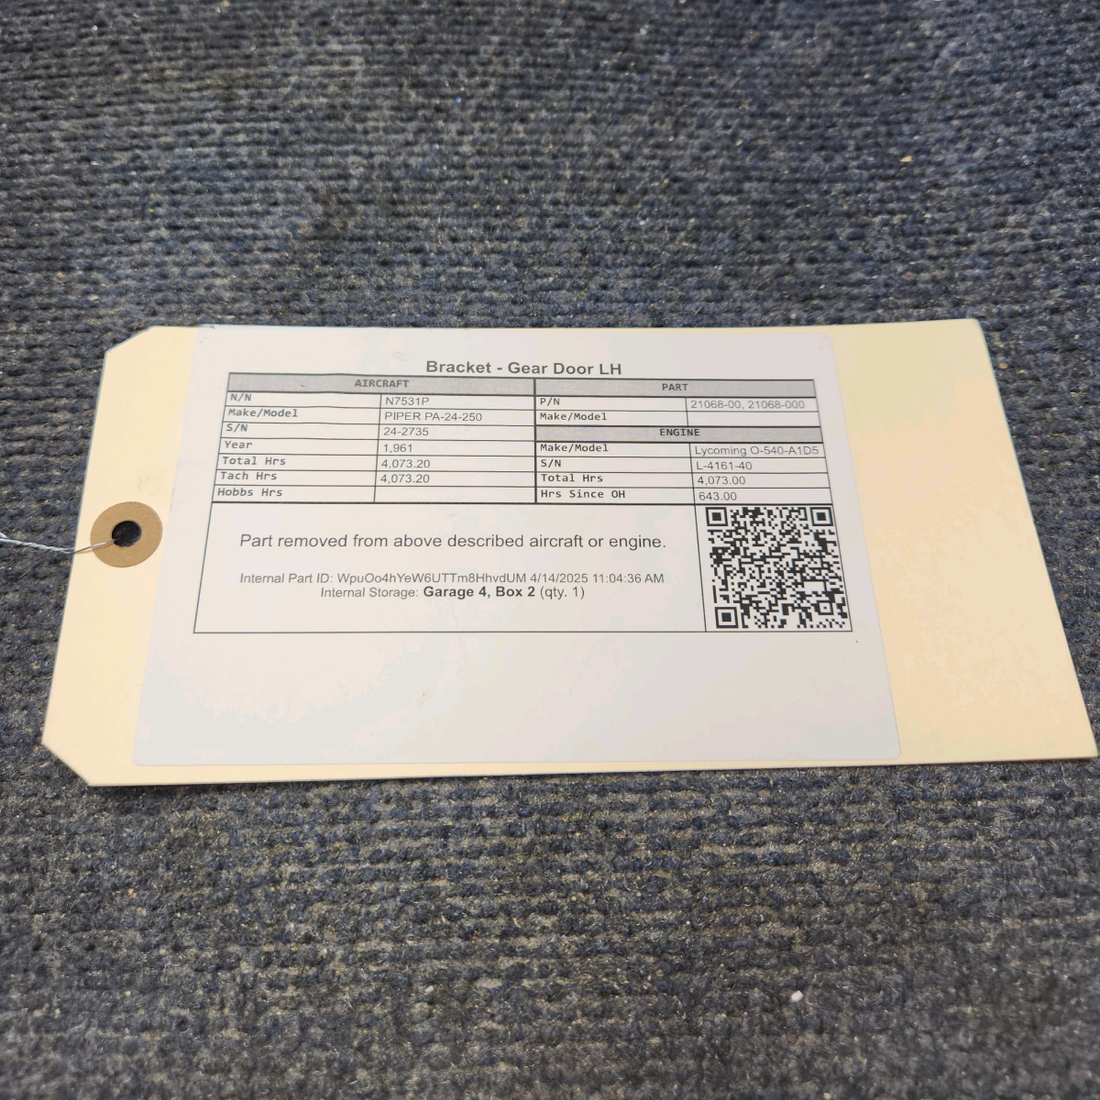 Bracket - Gear Door LH
AIRCRAFT PART
N/N N7531P P/N 21068-00, 21068-000
Make/Model PIPER PA-24-250 Make/Model
S/N 24-2735 ENGINE
Year 1,961 Make/Model Lycoming O-540-A1D5
Total Hrs 4,073.20 S/N L-4161-40
Tach Hrs 4,073.20 Total Hrs 4,073.00
Hobbs Hrs Hrs Since OH 643.00
Part removed from above described aircraft or engine.
Internal Part ID: WpuOo4hYeW6UTTm8HhvdUM 4/14/2025 11:04:36 AM
Internal Storage: Garage 4, Box 2 (qty. 1)